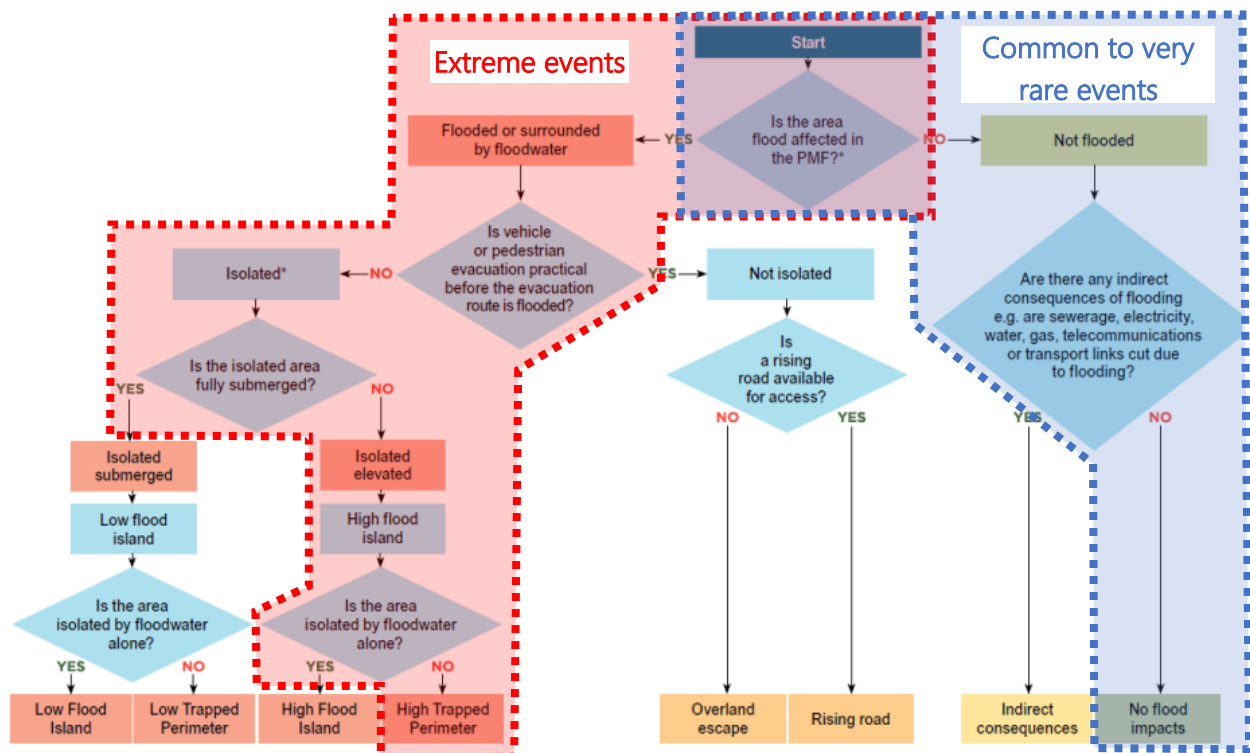 Extreme events
Start
Common to very
rare events
Flooded or surrounded
by floodwater
YES
Is the area
flood affected in
the PMF?*
NO
Not flooded
Is vehicle
or pedestrian
evacuation practical
before the evacuation
route is flooded?
Isolated*
NO
YES
Not isolated
Are there any indirect
consequences of flooding
e.g. are sewerage, electricity,
water, gas, telecommunications
or transport links cut due
to flooding?
Is the isolated area
fully submerged?
YES
NO
Is
a rising
road available
for access?
NO
YES
YES
NO
Isolated
submerged
Isolated
elevated
Low flood
island
High flood
island
Is the area
isolated by floodwater
alone?
Is the area
isolated by floodwater
alone?
YES
NO
YES
NO
Low Flood
Island
Low Trapped
Perimeter
High Flood
Island
High Trapped
Perimeter
Overland
escape
Rising road
Indirect
consequences
No flood
impacts